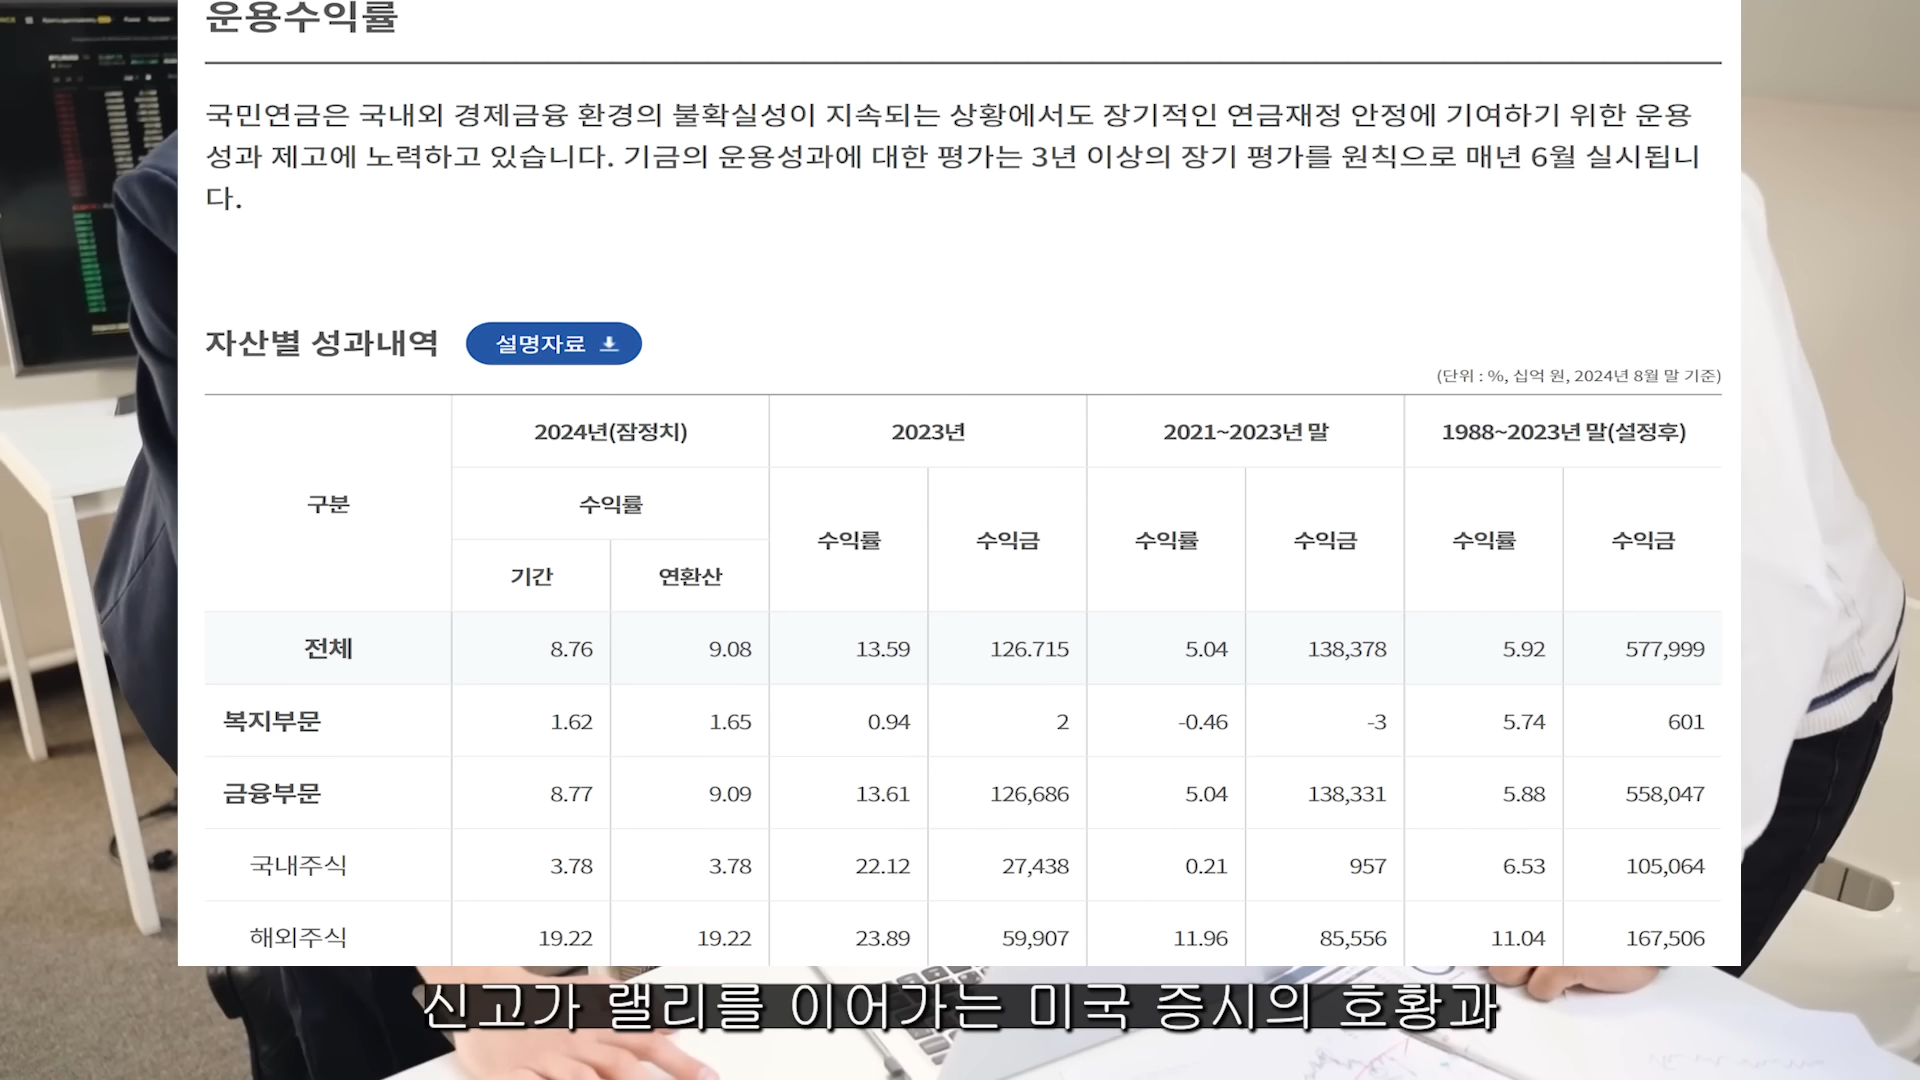 운용수익률
국민연금은 국내외 경제금융 환경의 불확실성이 지속되는 상황에서도 장기적인 연금재정 안정에 기여하기 위한 운용
성과 제고에 노력하고 있습니다. 기금의 운용성과에 대한 평가는 3년 이상의 장기 평가를 원칙으로 매년 6월 실시됩니
다.
자산별 성과내역 설명자료
(단위 : %, 십억 원, 2024년 8월 말 기준)
구분 2024년(잠정치) 2023년 2021~2023년 말 1988~2023년 말(설정후)
수익률 수익률 수익금 수익률 수익금 수익률 수익금
기간 연환산
전체 8.76 9.08 13.59 126.715 5.04 138,378 5.92 577,999
복지부문 1.62 1.65 0.94 2 -0.46 -3 5.74 601
금융부문 8.77 9.09 13.61 126,686 5.04 138,331 5.88 558,047
국내주식 3.78 3.78 22.12 27,438 0.21 957 6.53 105,064
해외주식 19.22 19.22 23.89 59,907 11.96 85,556 11.04 167,506
신고가 랠리를 이어가는 미국 증시의 호황과